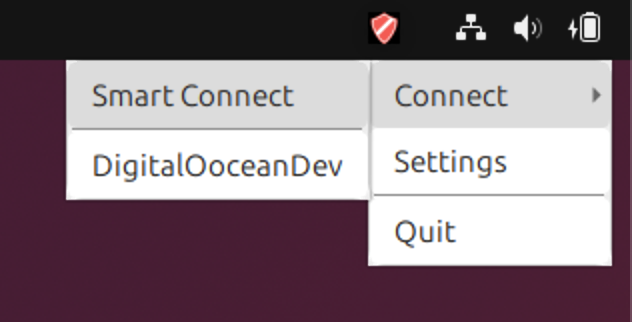 Smart Connect
DigitalOoceanDev
Connect
Settings
Quit